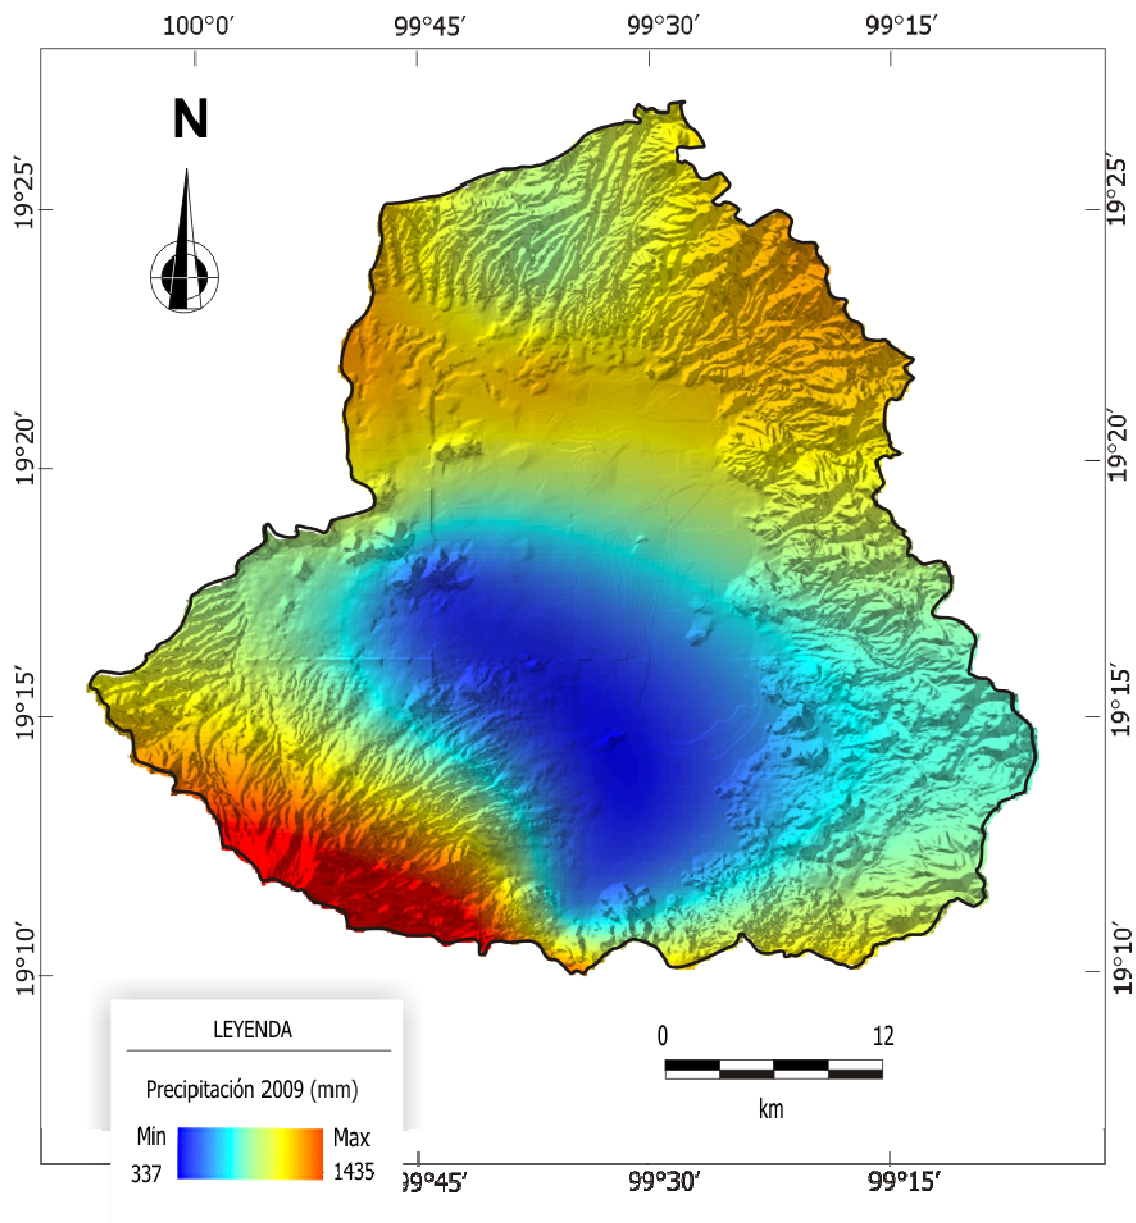 100°0′ 99°45′ 99°30′ 99°15′
N
19°25′ 19°25′
19°20′ 19°20′
19°15′ 19°15′
19°10′ 19°10′
LEYENDA
Precipitación 2009 (mm)
Min Max
337 1435
0 12
km
99°45′ 99°30′ 99°15′